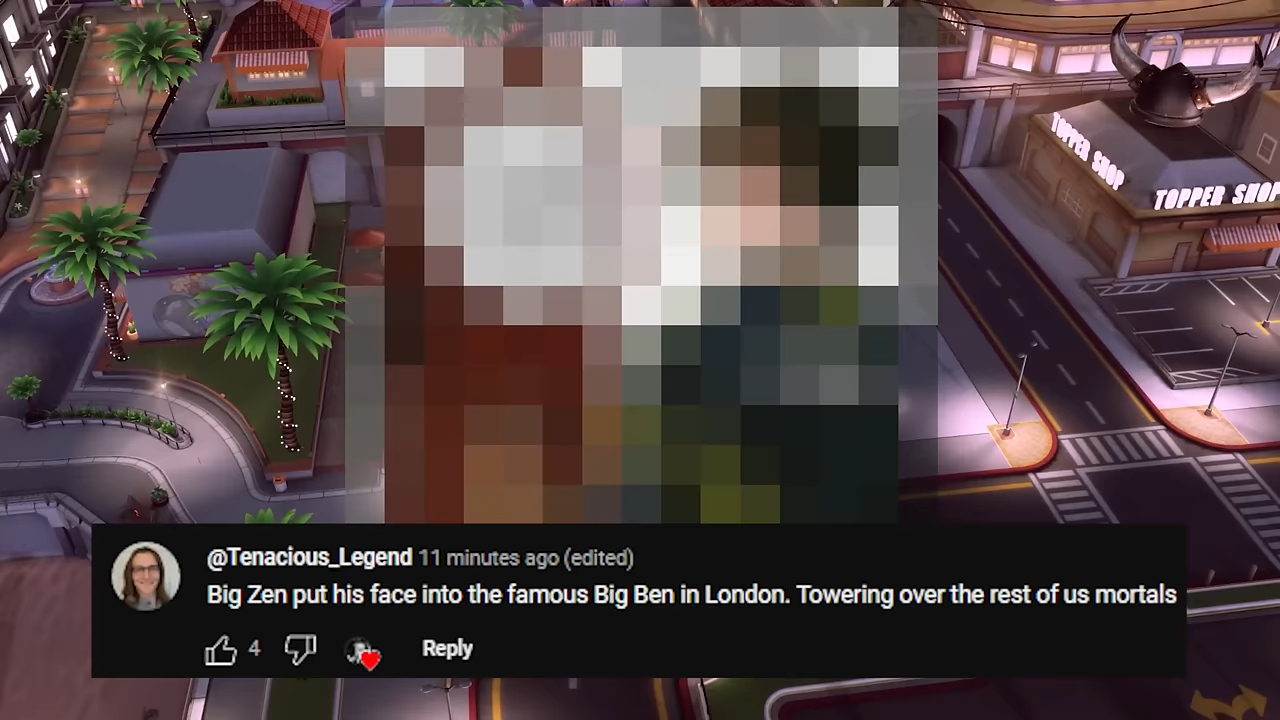 TOPPER SHOP
TOPPER SHOP
@Tenacious_Legend 11 minutes ago (edited)
Big Zen put his face into the famous Big Ben in London. Towering over the rest of us mortals
4
Reply